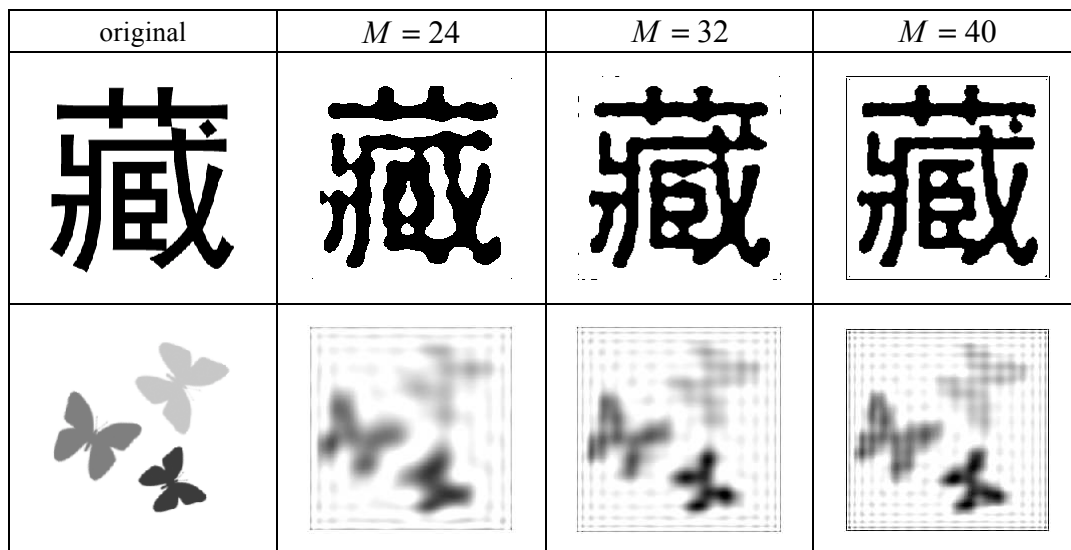 original M = 24 M = 32 M = 40
藏 藏 藏 藏